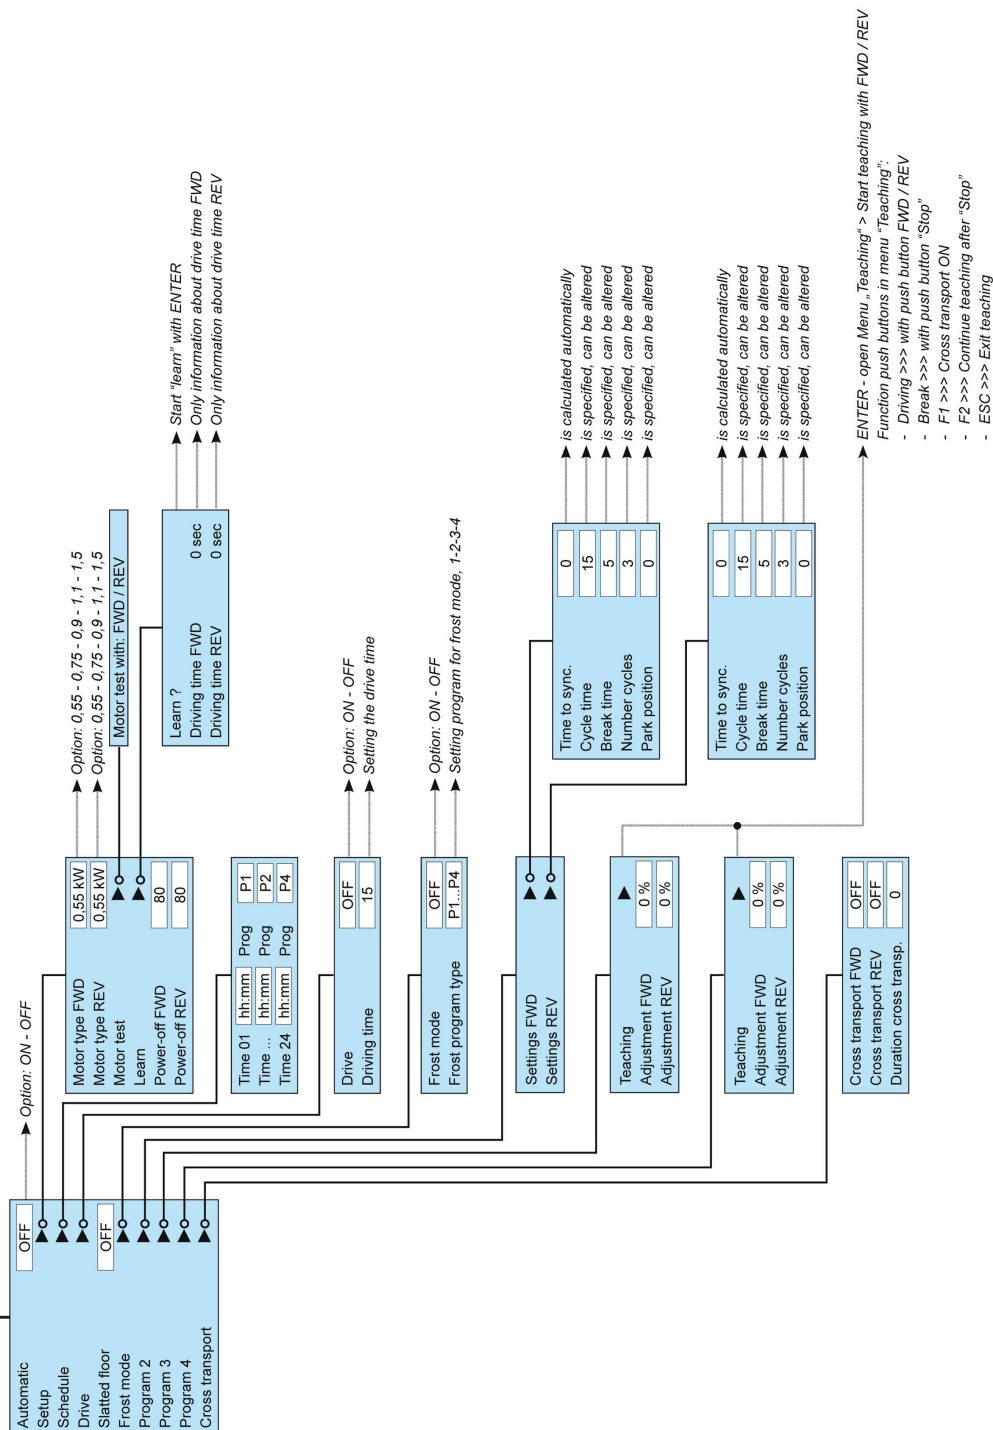 Automatic OFF
Setup
Schedule
Drive
Slatted floor OFF
Frost mode
Program 2
Program 3
Program 4
Cross transport
Option: ON - OFF
Motor type FWD 0,55 kW
Motor type REV 0,55 kW
Motor test
Learn
Power-off FWD 80
Power-off REV 80
Option: 0,55 - 0,75 - 0,9 - 1,1 - 1,5
Option: 0,55 - 0,75 - 0,9 - 1,1 - 1,5
Motor test with: FWD / REV
Learn ?
Driving time FWD 0 sec
Driving time REV 0 sec
Start "learn" with ENTER
Only information about drive time FWD
Only information about drive time REV
Time 01 hh:mm Prog P1
Time ... hh:mm Prog P2
Time 24 hh:mm Prog P4
Drive OFF
Driving time 15
Option: ON - OFF
Setting the drive time
Frost mode OFF
Frost program type P1...P4
Option: ON - OFF
Setting program for frost mode, 1-2-3-4
Settings FWD
Settings REV
Time to sync. 0
Cycle time 15
Break time 5
Number cycles 3
Park position 0
is calculated automatically
is specified, can be altered
is specified, can be altered
is specified, can be altered
is specified, can be altered
Time to sync. 0
Cycle time 15
Break time 5
Number cycles 3
Park position 0
is calculated automatically
is specified, can be altered
is specified, can be altered
is specified, can be altered
is specified, can be altered
Teaching
Adjustment FWD 0 %
Adjustment REV 0 %
Teaching
Adjustment FWD 0 %
Adjustment REV 0 %
ENTER - open Menu „Teaching" > Start teaching with FWD / REV
Function push buttons in menu "Teaching":
- Driving >>> with push button FWD / REV
- Break >>> with push button "Stop"
- F1 >>> Cross transport ON
- F2 >>> Continue teaching after "Stop"
- ESC >>> Exit teaching
Cross transport FWD OFF
Cross transport REV OFF
Duration cross transp. 0